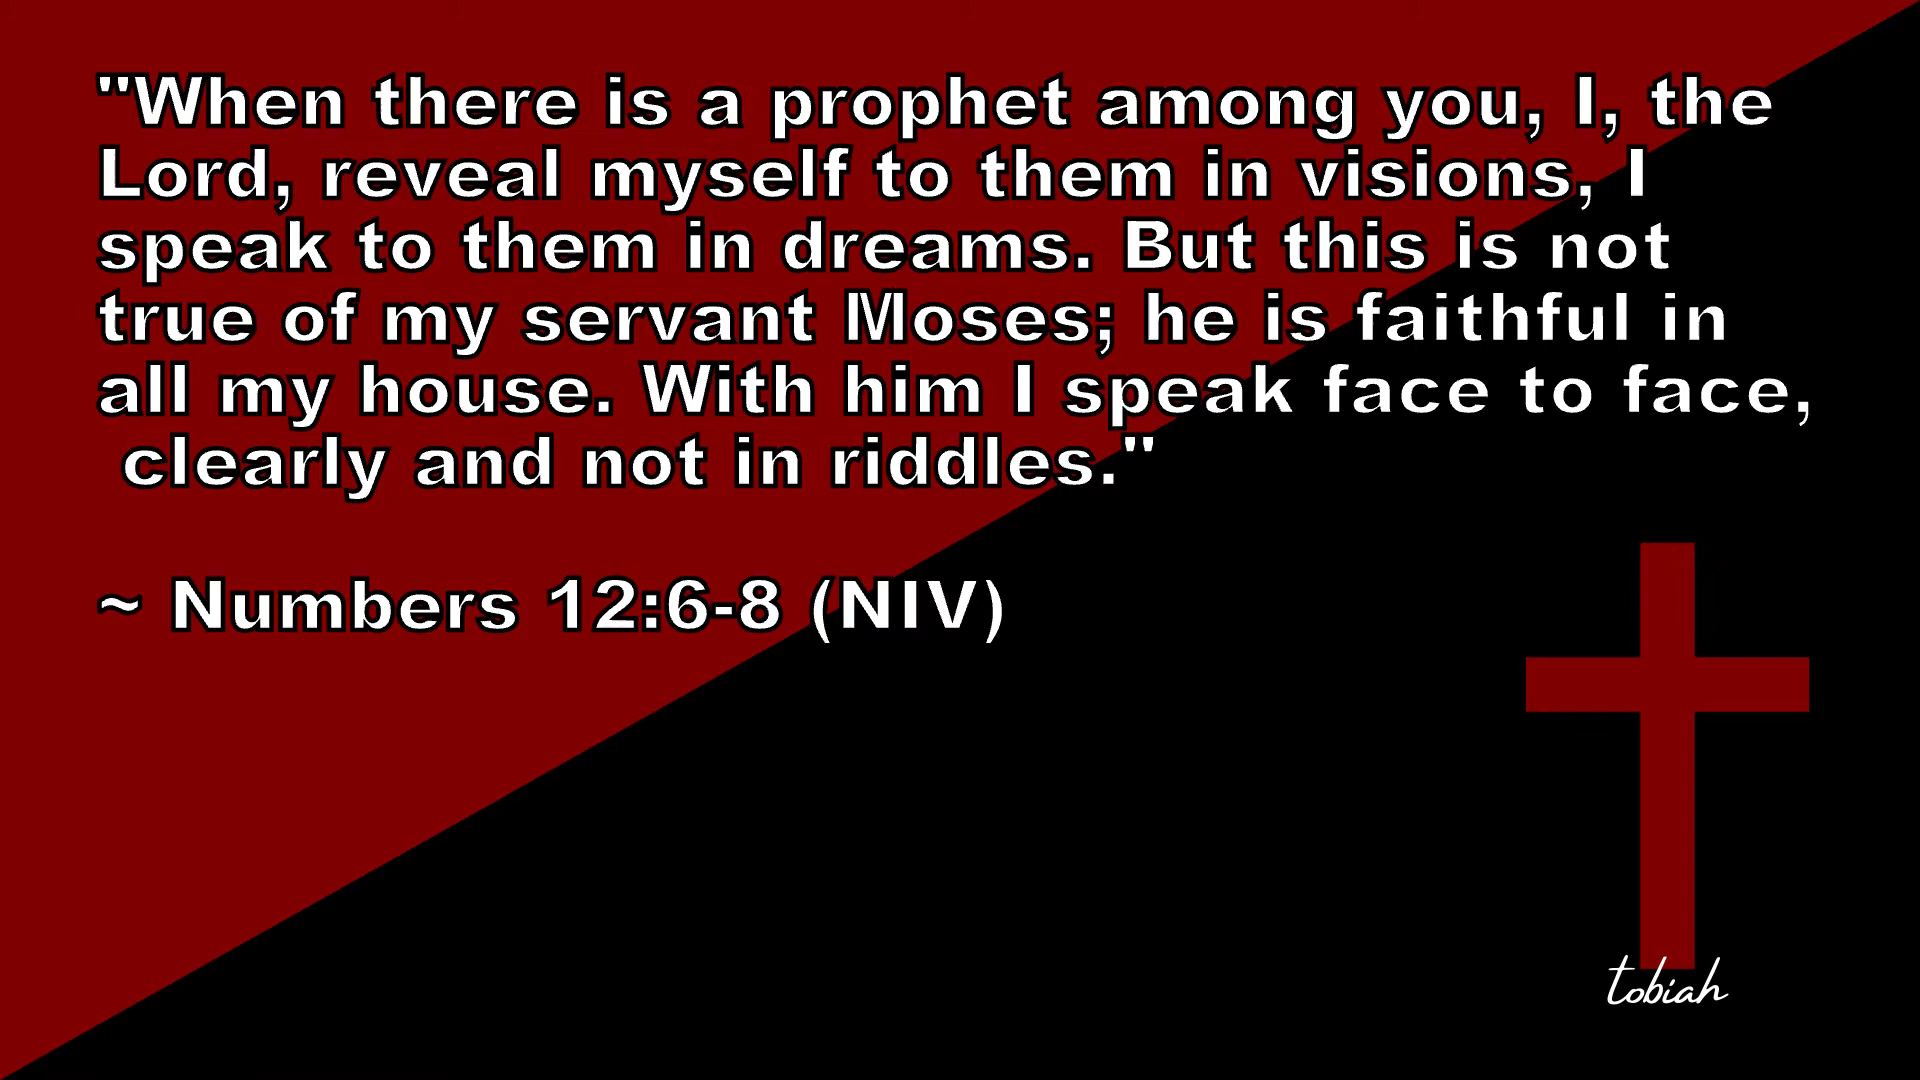 "When there is a prophet among you, I, the
Lord, reveal myself to them in visions, I
speak to them in dreams. But this is not
true of my servant Moses; he is faithful in
all my house. With him I speak face to face,
clearly and not in riddles."
~ Numbers 12:6-8 (NIV)
tobiah